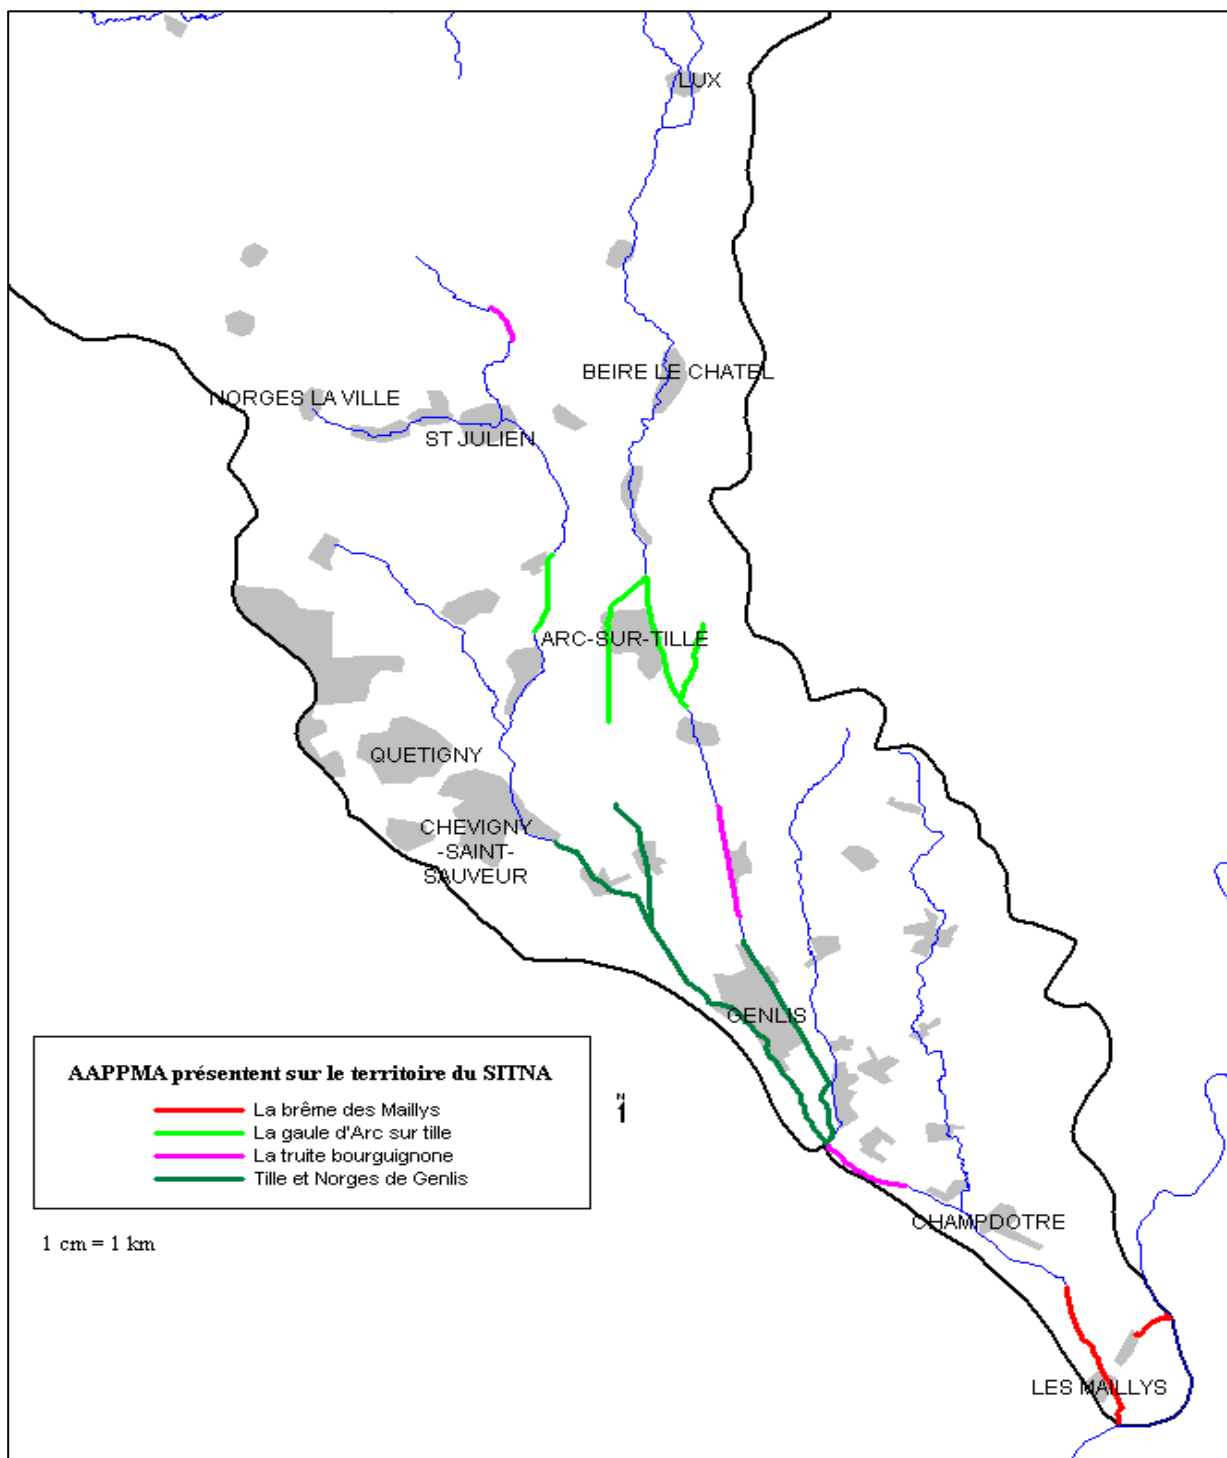 LUX
BEIRE LE CHATEL
NORGES LA VILLE
ST JULIEN
ARC-SUR-TILLE
QUETIGNY
CHEVIGNY
-SAINT-
SAUVEUR
GENLIS
AAPPMA présentent sur le territoire du SITNA
La brême des Maillys
La gaule d'Arc sur tille
La truite bourguignone
Tille et Norges de Genlis
N
1
CHAMPDOTRE
1 cm = 1 km
LES MAILLYS